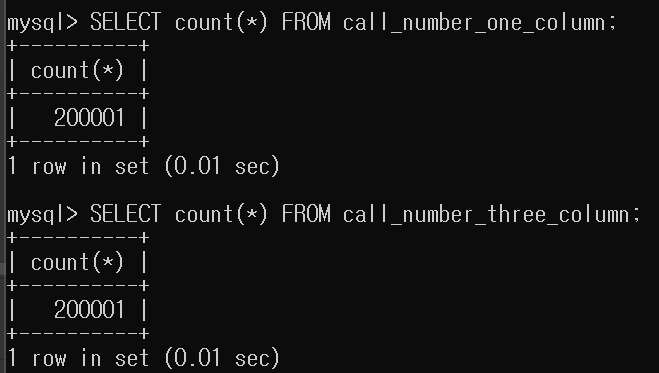 mysql> SELECT count(*) FROM call_number_one_column;
+----------+
| count(*) |
+----------+
|   200001 |
+----------+
1 row in set (0.01 sec)
mysql> SELECT count(*) FROM call_number_three_column;
+----------+
| count(*) |
+----------+
|   200001 |
+----------+
1 row in set (0.01 sec)